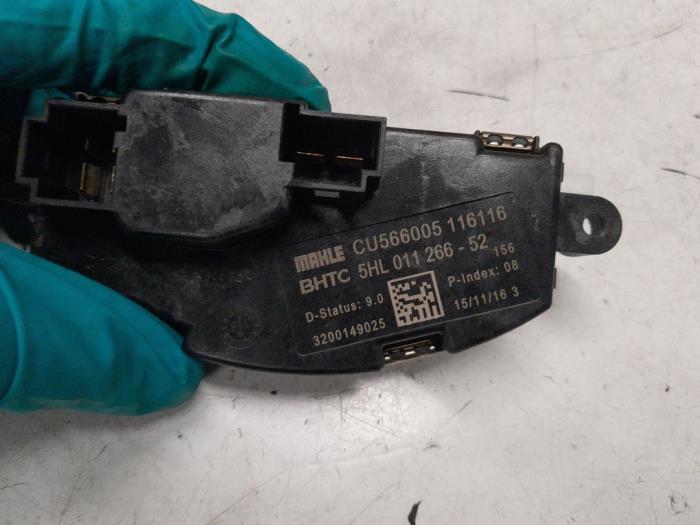 MAHLE CU566005 116116
BHTC 5HL 011 266 - 52 156
D-Status: 9.0 P-Index: 08
3200149025 15/11/16 3